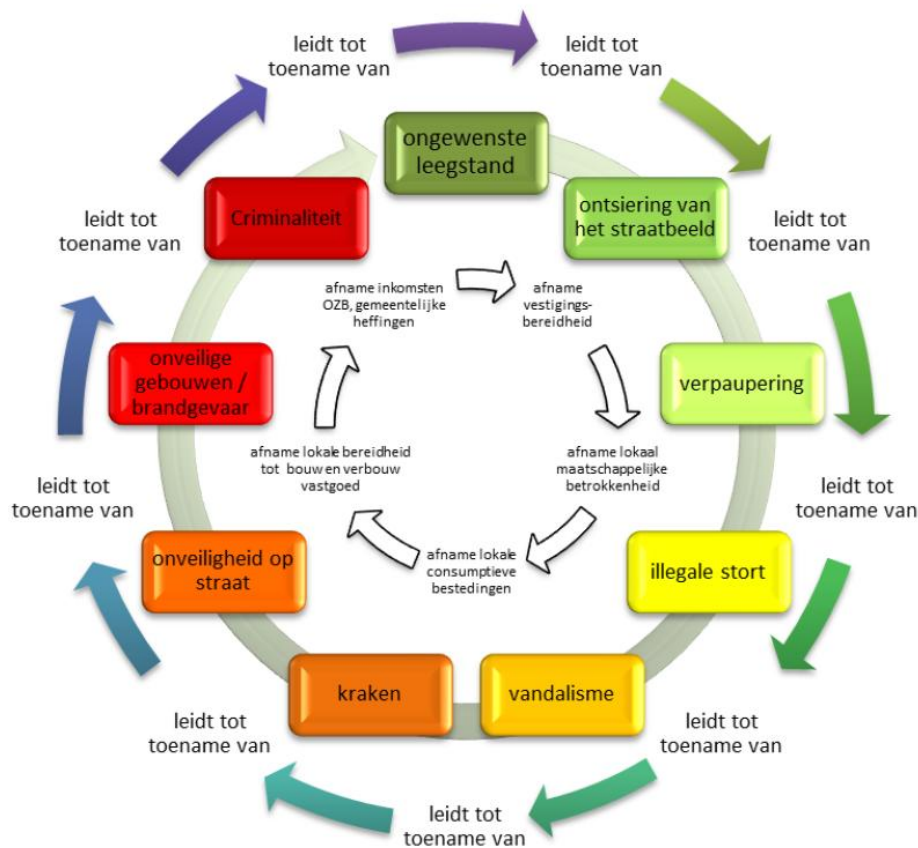 leidt tot
toename van
leidt tot
toename van
ongewenste
leegstand
Criminaliteit
ontsiering van
het straatbeeld
leidt tot
toename van
leidt tot
toename van
afname inkomsten
OZB, gemeentelijke
heffingen
afname
vestigings-
bereidheid
onveilige
gebouwen /
brandgevaar
verpaupering
afname lokale bereidheid
tot bouw en verbouw
vastgoed
afname lokaal
maatschappelijke
betrokkenheid
leidt tot
toename van
leidt tot
toename van
onveiligheid op
straat
afname lokale
consumptieve
bestedingen
illegale stort
kraken
vandalisme
leidt tot
toename van
leidt tot
toename van
leidt tot
toename van